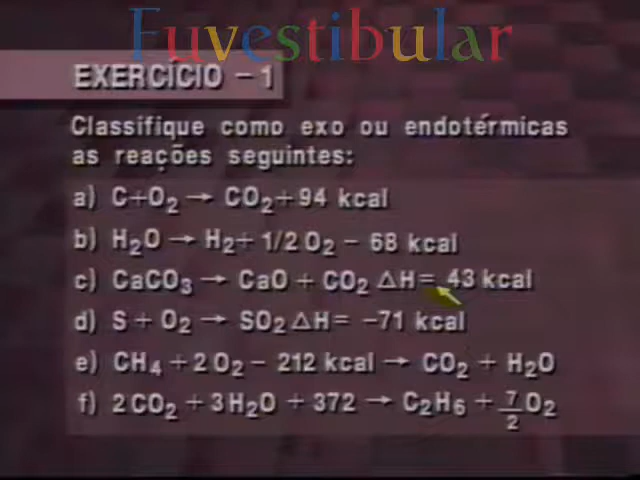 Fuvestibular
EXERCÍCIO - 1
Classifique como exo ou endotérmicas
as reações seguintes:
a) C+O₂ → CO₂+94 kcal
b) H₂O → H₂+ 1/2 O₂ - 68 kcal
c) CaCO₃ → CaO + CO₂ ΔH= 43 kcal
d) S + O₂ → SO₂ ΔH= -71 kcal
e) CH₄ + 2 O₂ - 212 kcal → CO₂ + H₂O
f) 2 CO₂ + 3 H₂O + 372 → C₂H₆ + 7/2 O₂